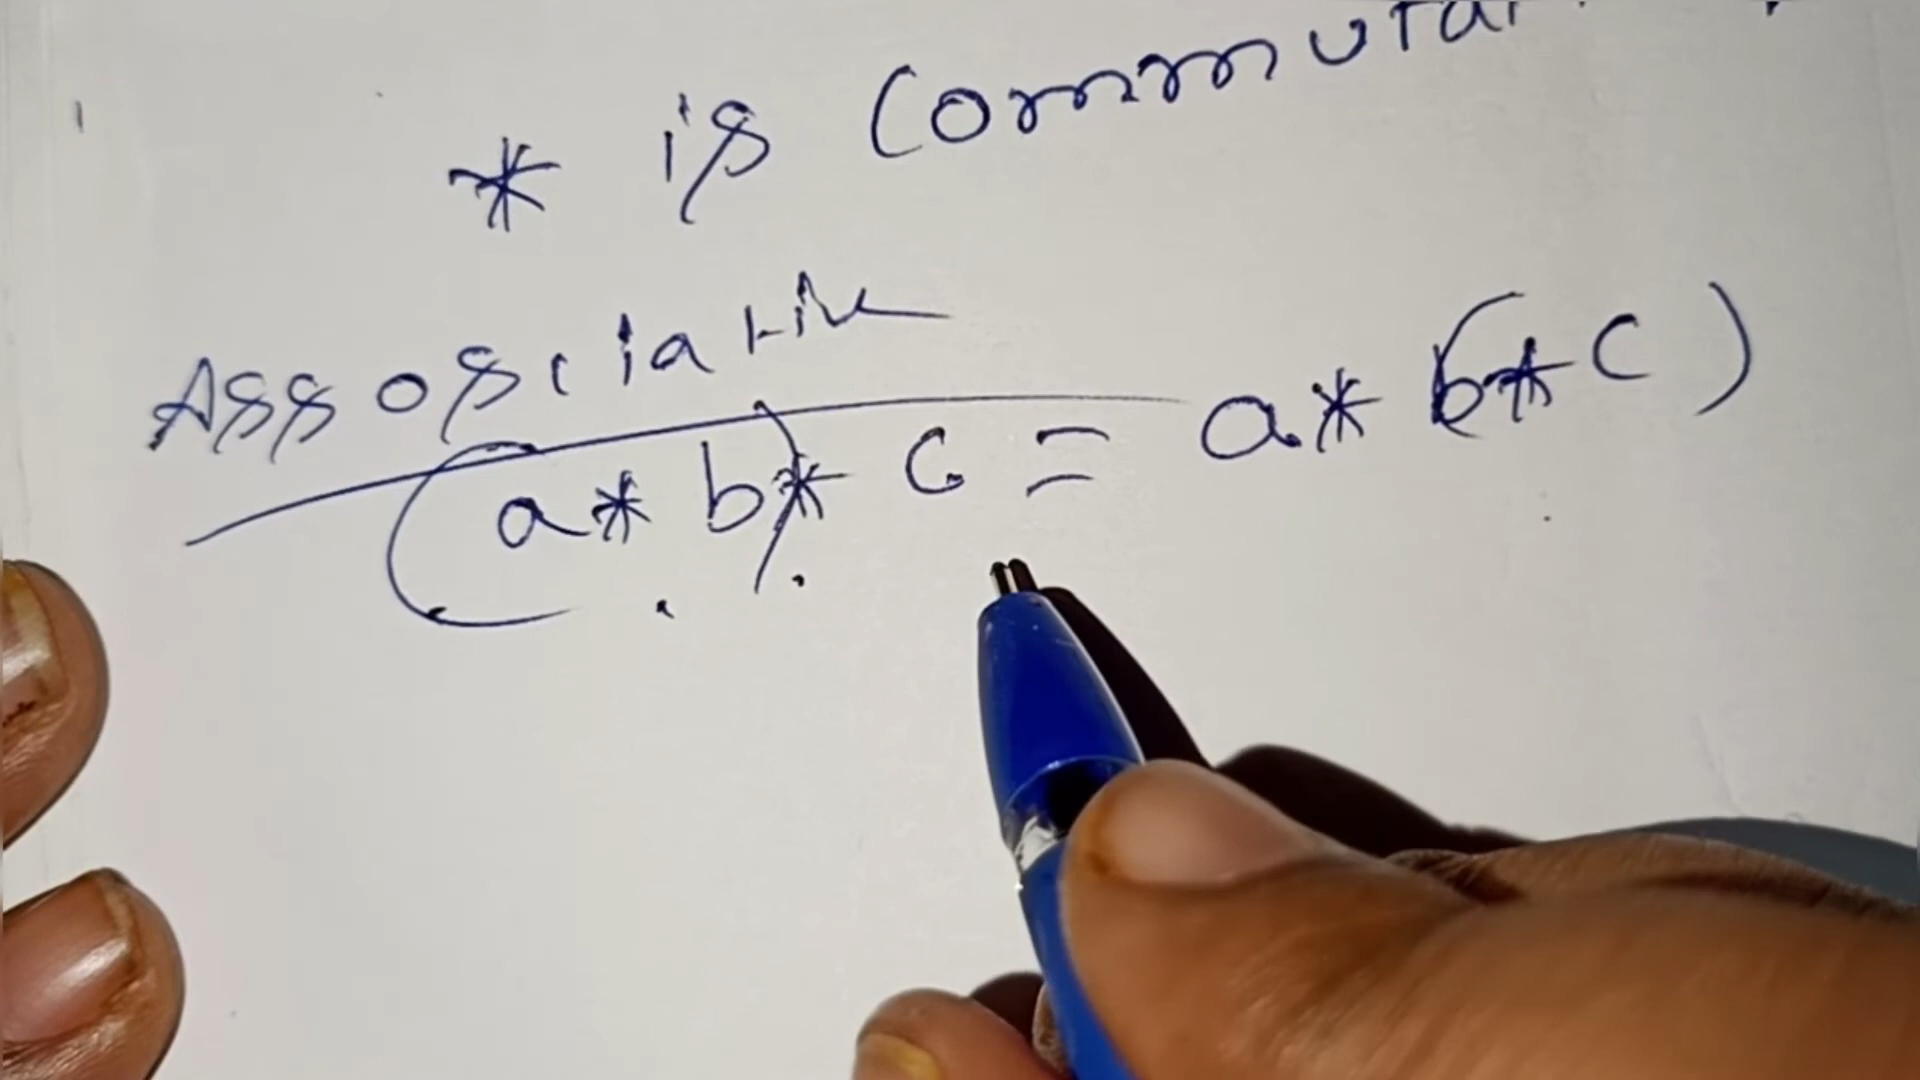 * is Commuta
Assosciative
(a * b) * c = a * (b * c)